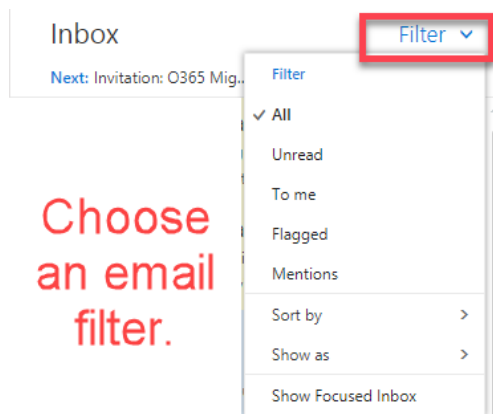 Inbox
Filter
Next: Invitation: O365 Mig..
Filter
All
Unread
To me
Flagged
Mentions
Sort by
Show as
Show Focused Inbox
Choose
an email
filter.